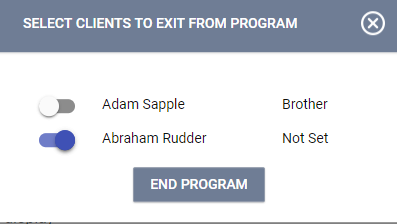 SELECT CLIENTS TO EXIT FROM PROGRAM
Adam Sapple Brother
Abraham Rudder Not Set
END PROGRAM